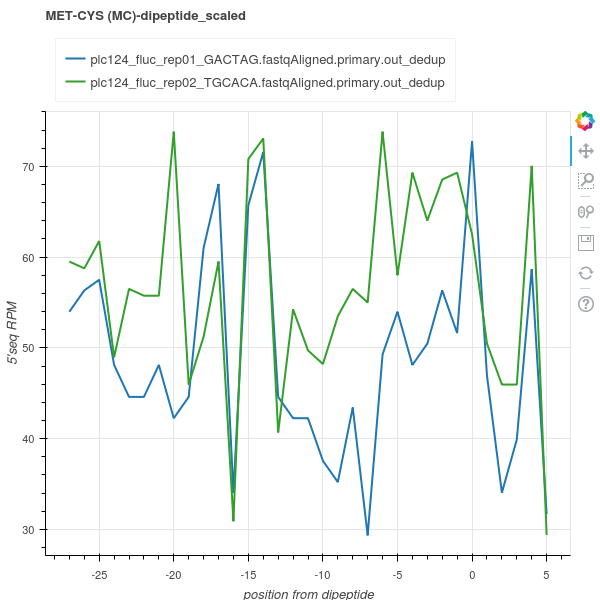 MET-CYS (MC)-dipeptide_scaled
plc124_fluc_rep01_GACTAG.fastqAligned.primary.out_dedup
plc124_fluc_rep02_TGCACA.fastqAligned.primary.out_dedup
70
60
50
40
30
5'seq RPM
-25
-20
-15
-10
-5
0
5
position from dipeptide